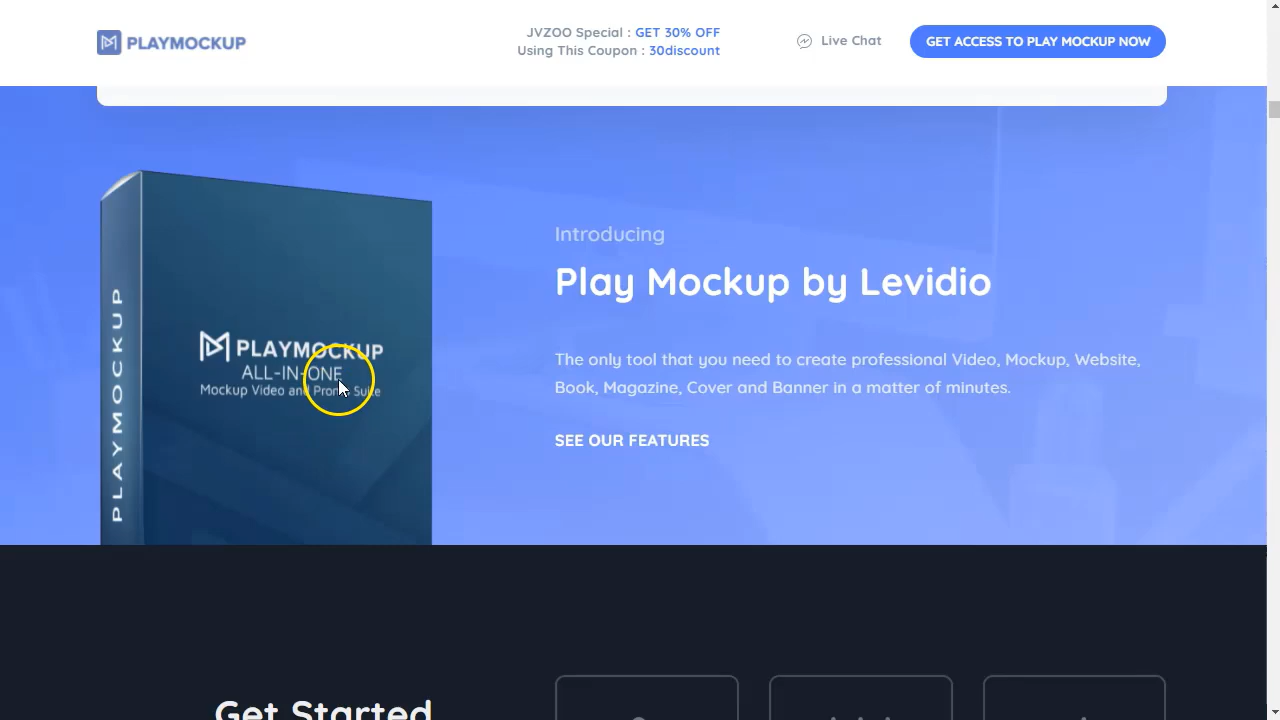 PLAYMOCKUP
JVZOO Special : GET 30% OFF
Using This Coupon : 30discount
Live Chat
GET ACCESS TO PLAY MOCKUP NOW
PLAYMOCKUP
PLAYMOCKUP
ALL-IN-ONE
Mockup Video and Promo Suite
Introducing
Play Mockup by Levidio
The only tool that you need to create professional Video, Mockup, Website,
Book, Magazine, Cover and Banner in a matter of minutes.
SEE OUR FEATURES
Get Started